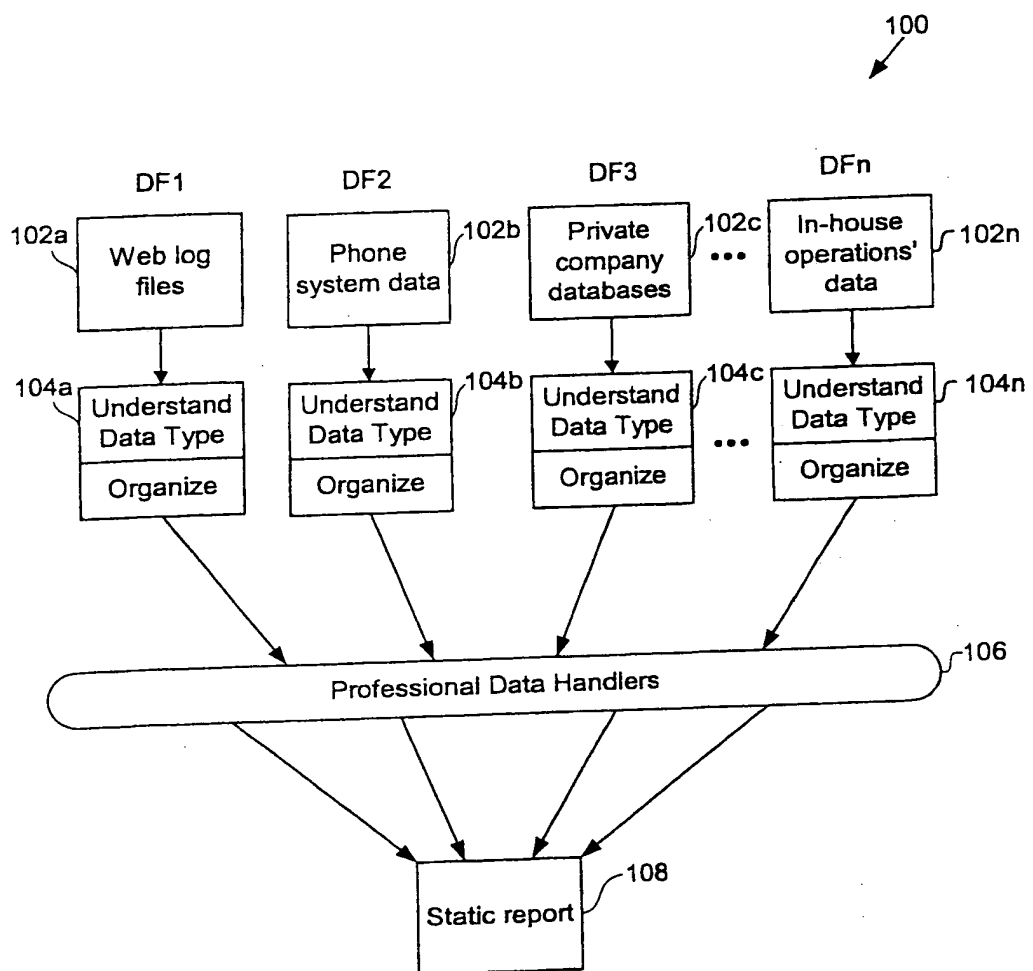 100
DF1
DF2
DF3
DFn
102a
Web log
files
Phone
system data
102b
Private
company
databases
102c
•••
In-house
operations'
data
102n
104a
Understand
Data Type
Organize
Understand
Data Type
Organize
104b
Understand
Data Type
Organize
104c
•••
Understand
Data Type
Organize
104n
Professional Data Handlers
106
Static report
108